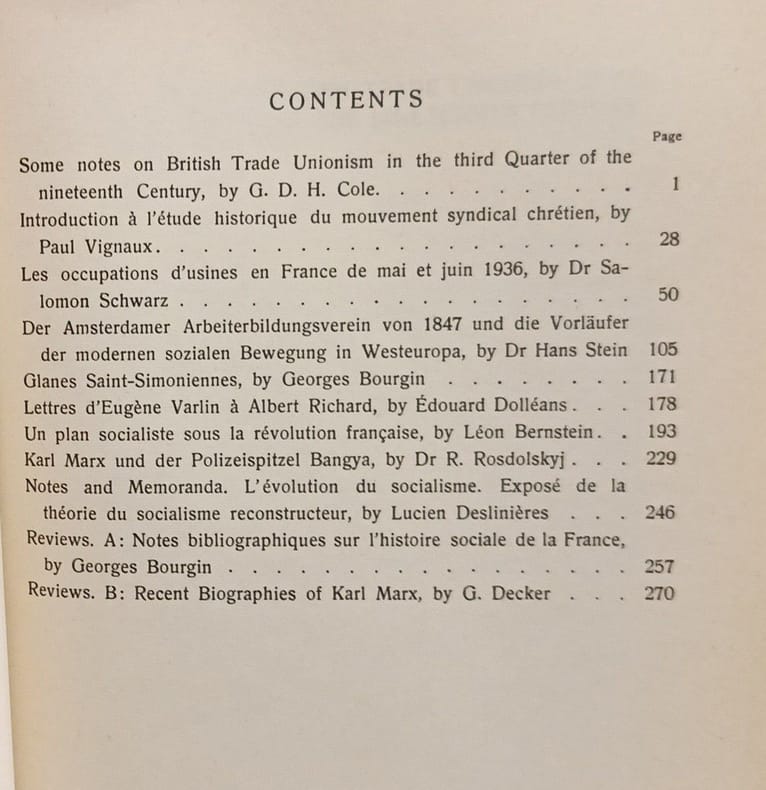 CONTENTS
Page
Some notes on British Trade Unionism in the third Quarter of the
nineteenth Century, by G. D. H. Cole. . . . . . . . . . . 1
Introduction à l'étude historique du mouvement syndical chrétien, by
Paul Vignaux. . . . . . . . . . . . . . . . . . 28
Les occupations d'usines en France de mai et juin 1936, by Dr Sa-
lomon Schwarz . . . . . . . . . . . . . . . . . 50
Der Amsterdamer Arbeiterbildungsverein von 1847 und die Vorläufer
der modernen sozialen Bewegung in Westeuropa, by Dr Hans Stein 105
Glanes Saint-Simoniennes, by Georges Bourgin . . . . . . . . 171
Lettres d'Eugène Varlin à Albert Richard, by Édouard Dolléans. . . 178
Un plan socialiste sous la révolution française, by Léon Bernstein. . 193
Karl Marx und der Polizeispitzel Bangya, by Dr R. Rosdolskyj . . . 229
Notes and Memoranda. L'évolution du socialisme. Exposé de la
théorie du socialisme reconstructeur, by Lucien Deslinières . . . 246
Reviews. A: Notes bibliographiques sur l'histoire sociale de la France,
by Georges Bourgin . . . . . . . . . . . . . . . 257
Reviews. B: Recent Biographies of Karl Marx, by G. Decker . . . 270